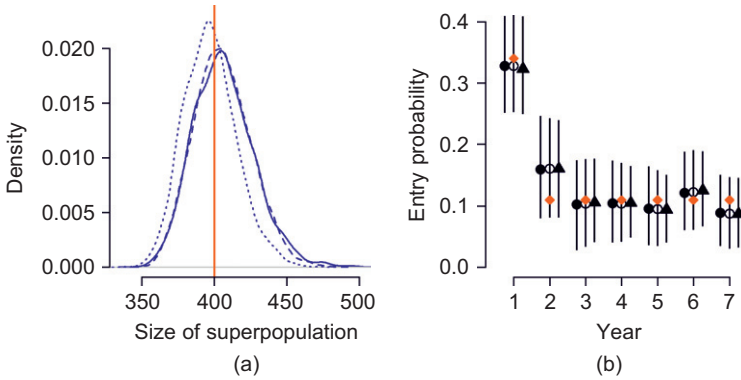 Density
0.020
0.015
0.010
0.005
0.000
350 400 450 500
Size of superpopulation
(a)
Entry probability
0.4
0.3
0.2
0.1
0.0
1 2 3 4 5 6 7
Year
(b)